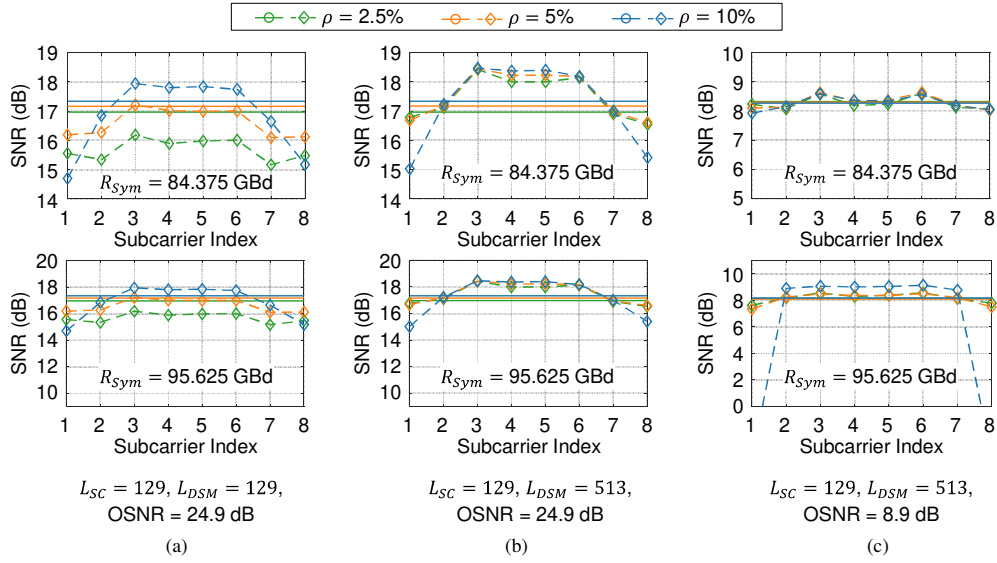 ρ = 2.5% ρ = 5% ρ = 10%
19
18
17
16
15
14
SNR (dB)
R_Sym = 84.375 GBd
1 2 3 4 5 6 7 8
Subcarrier Index
19
18
17
16
15
14
SNR (dB)
R_Sym = 84.375 GBd
1 2 3 4 5 6 7 8
Subcarrier Index
10
9
8
7
6
5
SNR (dB)
R_Sym = 84.375 GBd
1 2 3 4 5 6 7 8
Subcarrier Index
20
18
16
14
12
10
SNR (dB)
R_Sym = 95.625 GBd
1 2 3 4 5 6 7 8
Subcarrier Index
20
18
16
14
12
10
SNR (dB)
R_Sym = 95.625 GBd
1 2 3 4 5 6 7 8
Subcarrier Index
10
8
6
4
2
0
SNR (dB)
R_Sym = 95.625 GBd
1 2 3 4 5 6 7 8
Subcarrier Index
L_SC = 129, L_DSM = 129,
OSNR = 24.9 dB
(a)
L_SC = 129, L_DSM = 513,
OSNR = 24.9 dB
(b)
L_SC = 129, L_DSM = 513,
OSNR = 8.9 dB
(c)